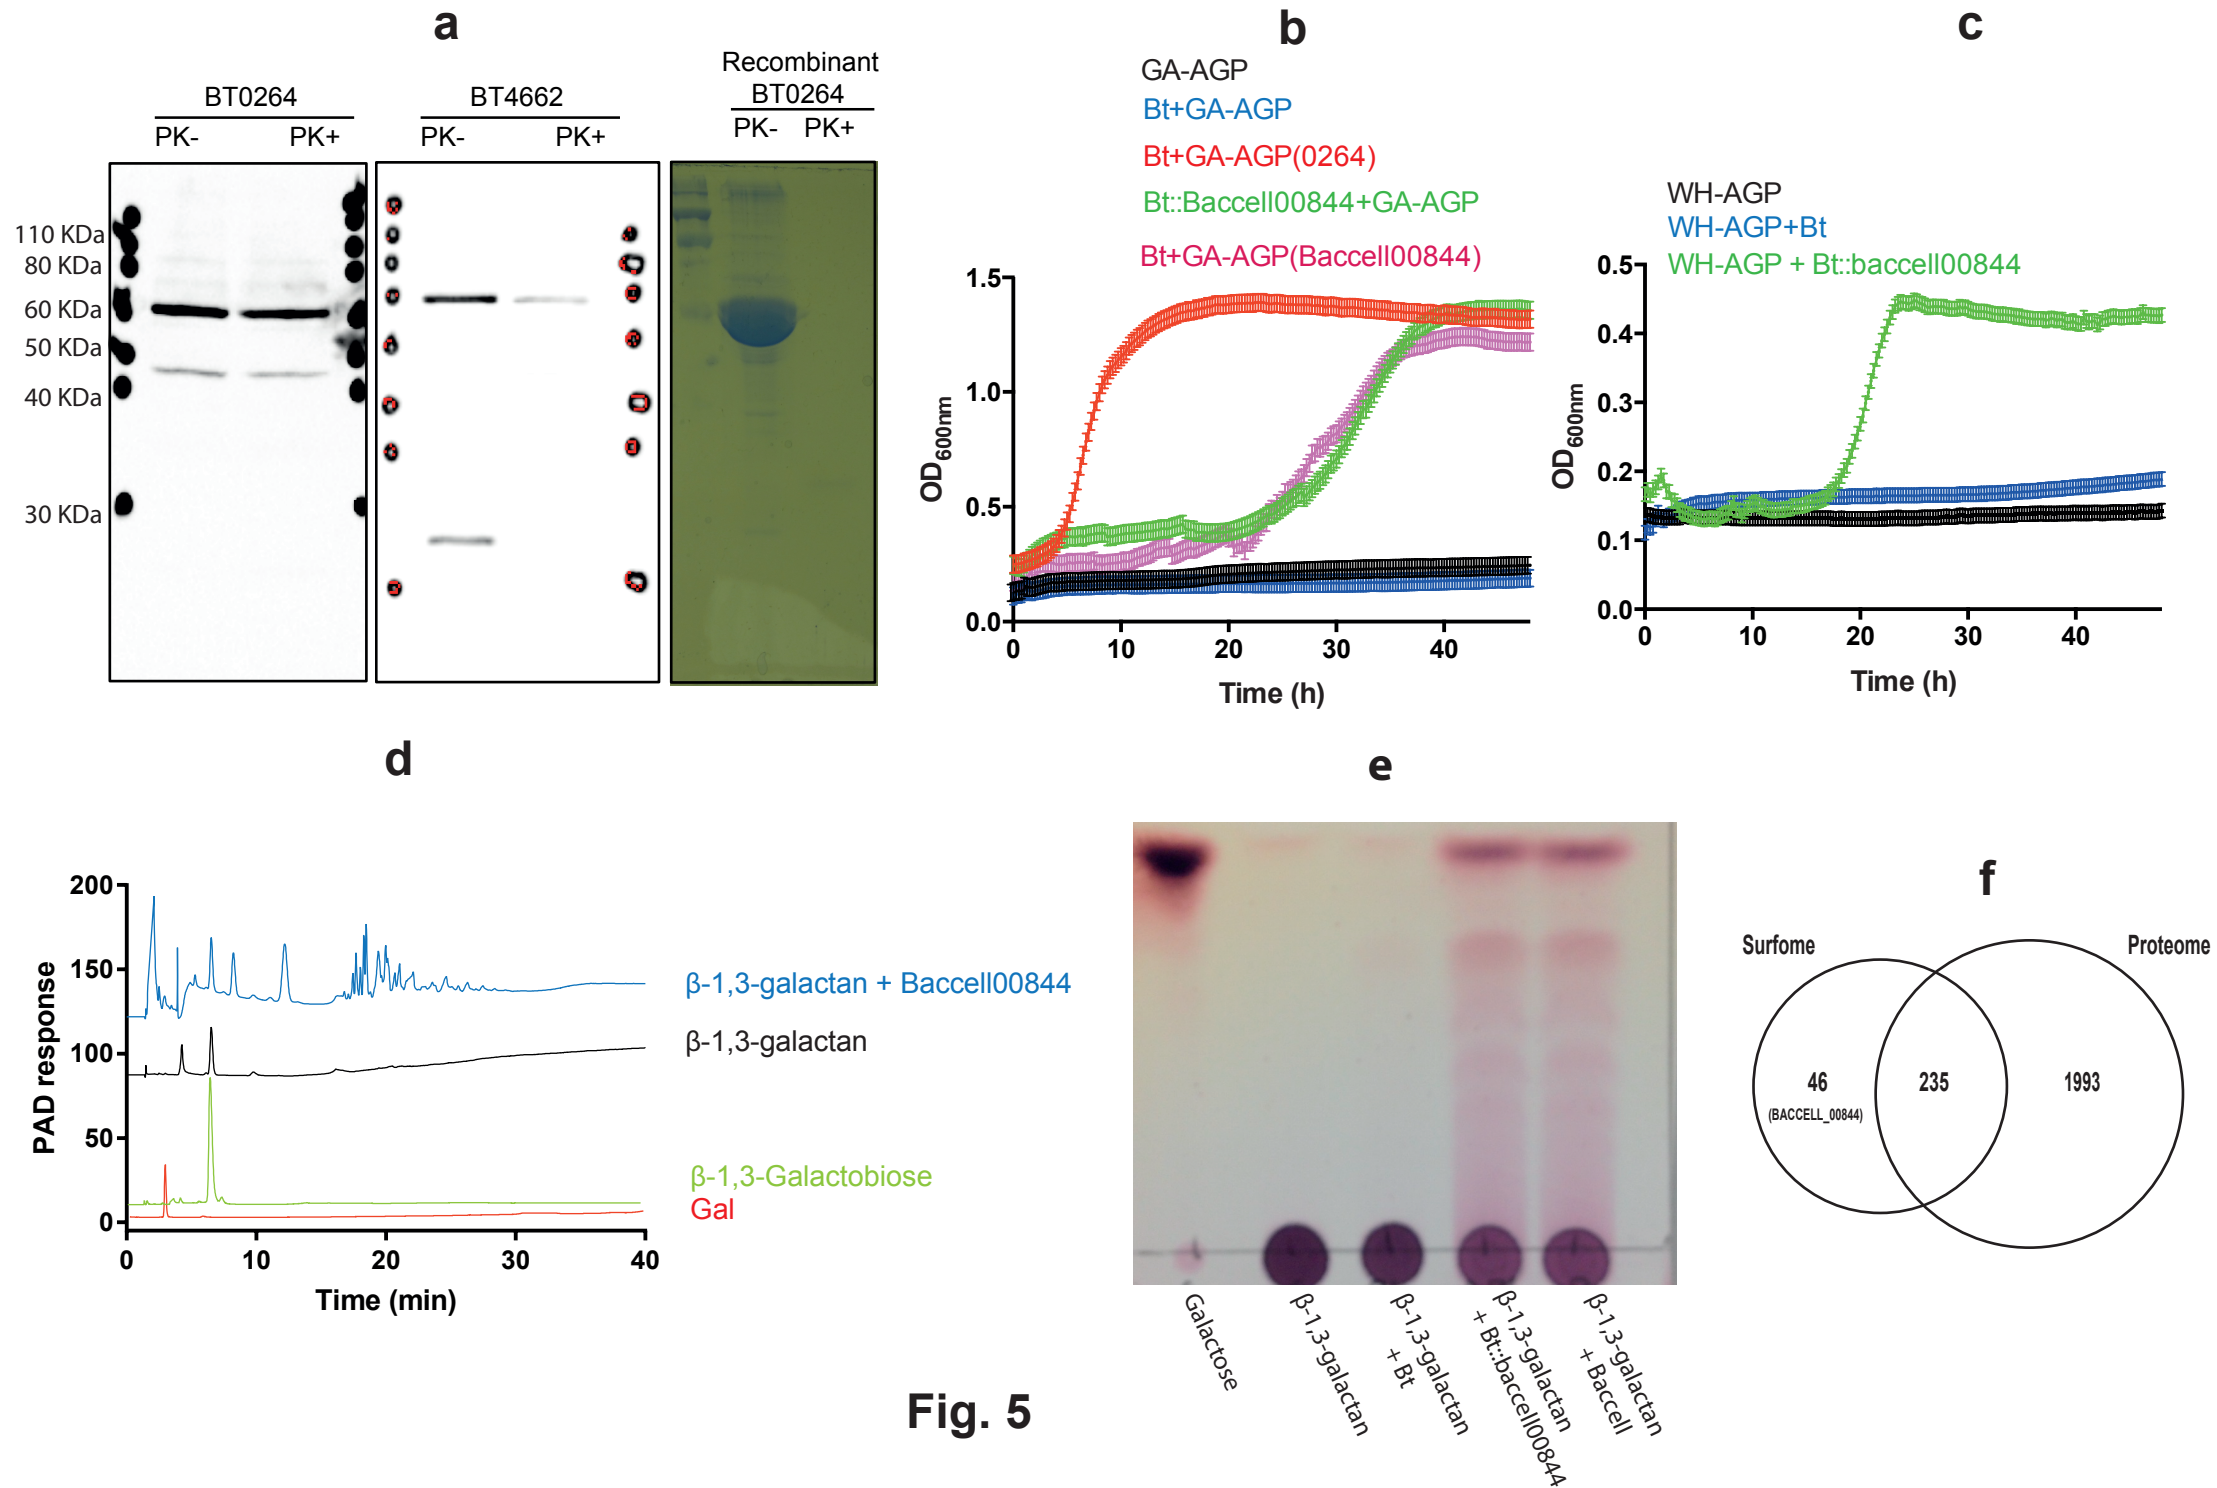 a
BT0264
PK- PK+
BT4662
PK- PK+
Recombinant
BT0264
PK- PK+
110 KDa
80 KDa
60 KDa
50 KDa
40 KDa
30 KDa
b
GA-AGP
Bt+GA-AGP
Bt+GA-AGP(0264)
Bt::Baccell00844+GA-AGP
Bt+GA-AGP(Baccell00844)
OD600nm
1.5
1.0
0.5
0.0
0 10 20 30 40
Time (h)
c
WH-AGP
WH-AGP+Bt
WH-AGP + Bt::baccell00844
OD600nm
0.5
0.4
0.3
0.2
0.1
0.0
0 10 20 30 40
Time (h)
d
PAD response
200
150
100
50
0
0 10 20 30 40
Time (min)
β-1,3-galactan + Baccell00844
β-1,3-galactan
β-1,3-Galactobiose
Gal
e
Galactose
β-1,3-galactan
β-1,3-galactan
+ Bt
β-1,3-galactan
+ Bt::baccell00844
β-1,3-galactan
+ Baccell
f
Surfome
Proteome
46
(BACCELL_00844)
235
1993
Fig. 5